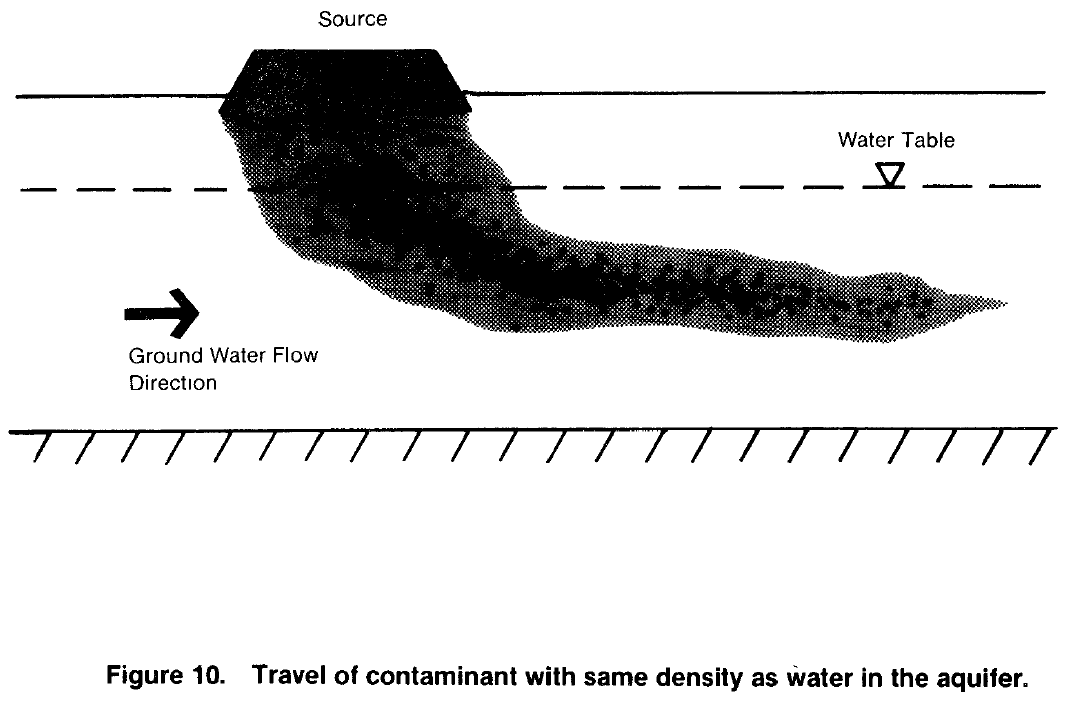 Source
Water Table
Ground Water Flow
Direction
Figure 10. Travel of contaminant with same density as water in the aquifer.